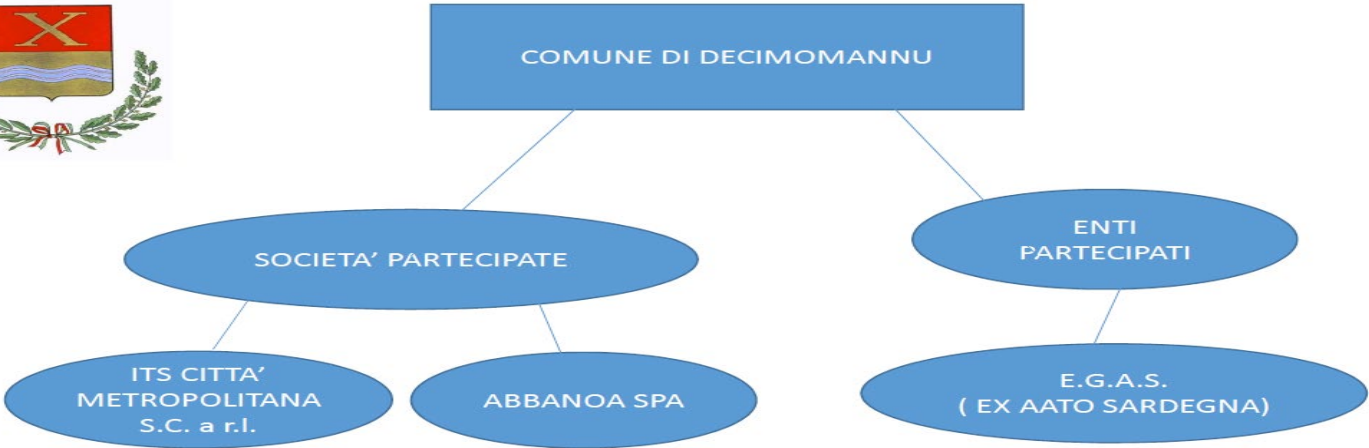 X
COMUNE DI DECIMOMANNU
SOCIETA’ PARTECIPATE
ENTI
PARTECIPATI
ITS CITTA’
METROPOLITANA
S.C. a r.l.
ABBANOA SPA
E.G.A.S.
( EX AATO SARDEGNA)